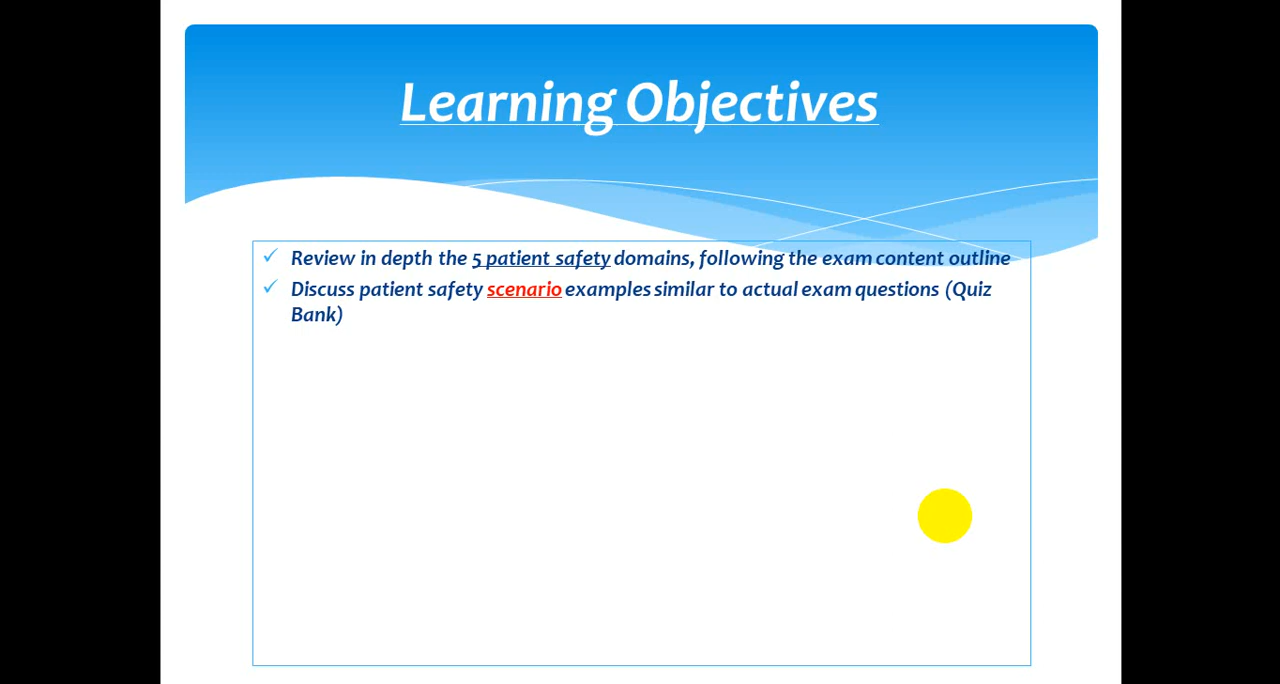 Learning Objectives
✓ Review in depth the 5 patient safety domains, following the exam content outline
✓ Discuss patient safety scenario examples similar to actual exam questions (Quiz
Bank)